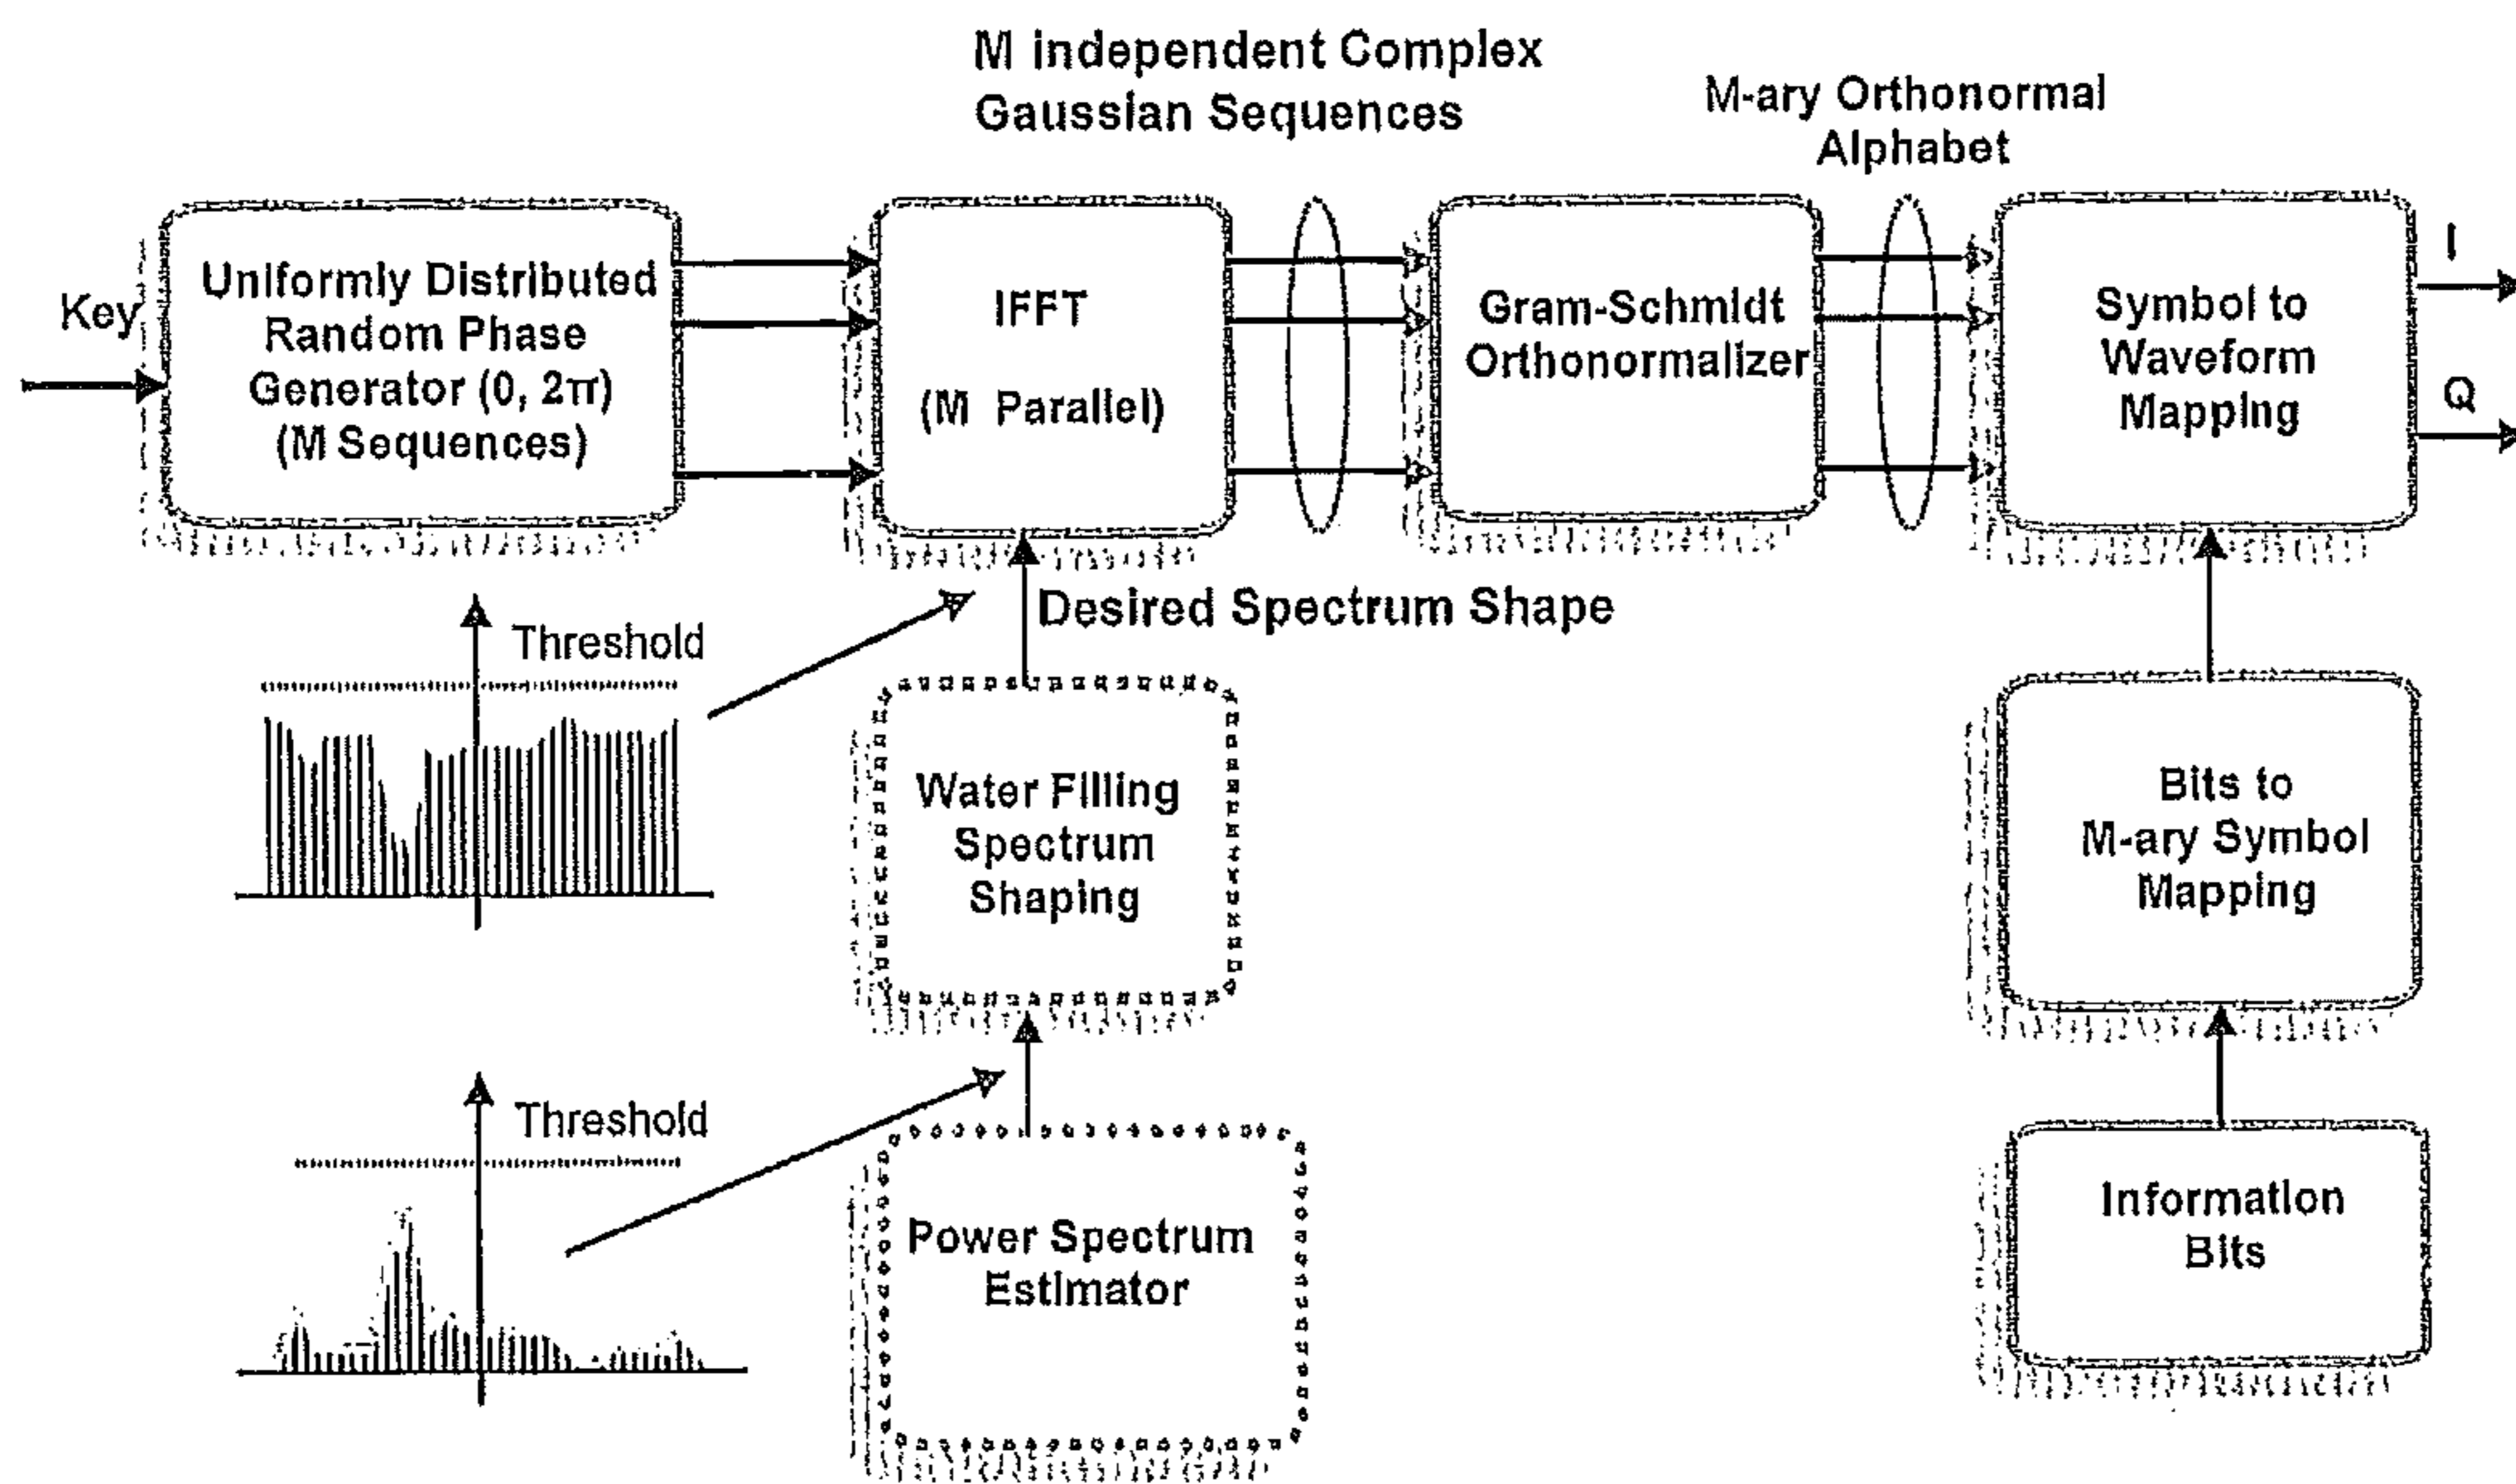 M independent Complex
Gaussian Sequences
M-ary Orthonormal
Alphabet
Key
Uniformly Distributed
Random Phase
Generator (0, 2π)
(M Sequences)
IFFT
(M Parallel)
Gram-Schmidt
Orthonormalizer
Symbol to
Waveform
Mapping
I
Q
Threshold
Desired Spectrum Shape
Water Filling
Spectrum
Shaping
Bits to
M-ary Symbol
Mapping
Threshold
Power Spectrum
Estimator
Information
Bits